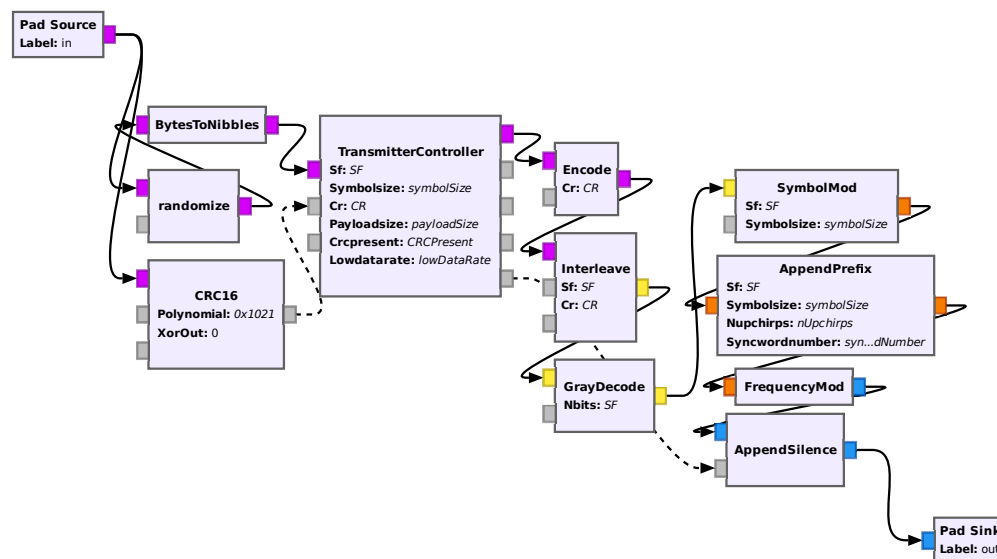 Pad Source
Label: in
BytesToNibbles
randomize
CRC16
Polynomial: 0x1021
XorOut: 0
TransmitterController
Sf: SF
Symbolsize: symbolSize
Cr: CR
Payloadsize: payloadSize
Crcpresent: CRCPresent
Lowdatarate: lowDataRate
Encode
Cr: CR
Interleave
Sf: SF
Cr: CR
GrayDecode
Nbits: SF
SymbolMod
Sf: SF
Symbolsize: symbolSize
AppendPrefix
Sf: SF
Symbolsize: symbolSize
Nupchirps: nUpchirps
Syncwordnumber: syn...dNumber
FrequencyMod
AppendSilence
Pad Sink
Label: out